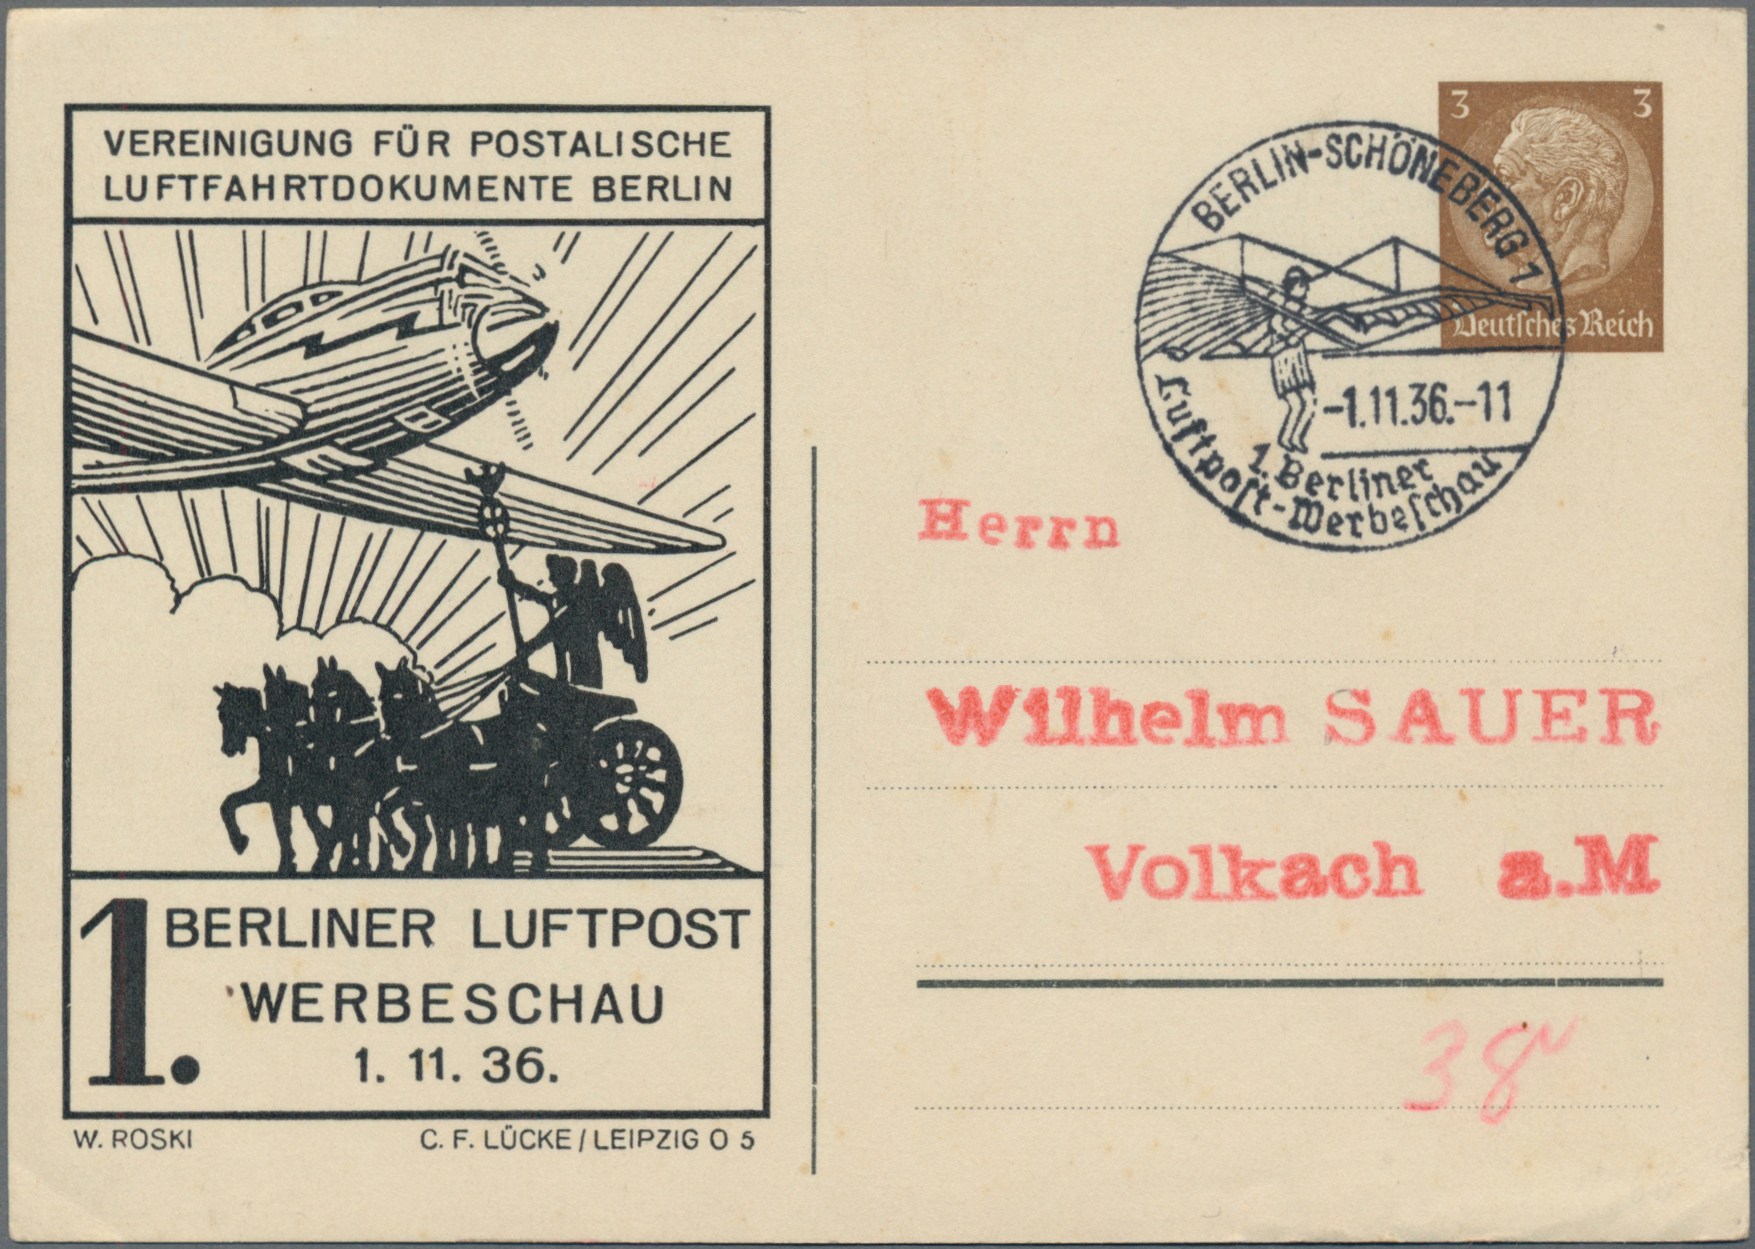 VEREINIGUNG FÜR POSTALISCHE
LUFTFAHRTDOKUMENTE BERLIN
1. BERLINER LUFTPOST
WERBESCHAU
1. 11. 36.
W. ROSKI
C. F. LÜCKE / LEIPZIG O 5
3 3
Deutsches Reich
BERLIN-SCHÖNEBERG 1
-1.11.36.-11
1. Berliner
Luftpost-Werbeschau
Herrn
Wilhelm SAUER
Volkach a.M
38